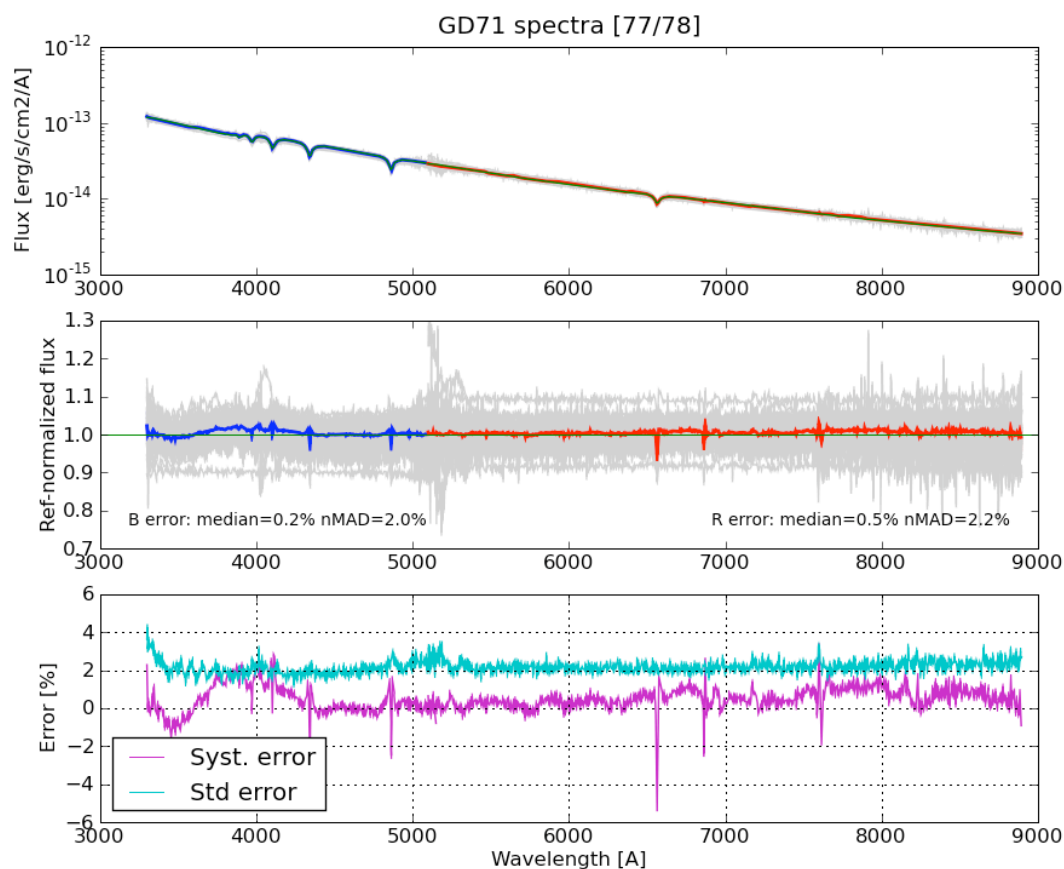 GD71 spectra [77/78]
Flux [erg/s/cm2/A]
10^-12
10^-13
10^-14
10^-15
3000 4000 5000 6000 7000 8000 9000
Ref-normalized flux
1.3
1.2
1.1
1.0
0.9
0.8
0.7
B error: median=0.2% nMAD=2.0%
R error: median=0.5% nMAD=2.2%
3000 4000 5000 6000 7000 8000 9000
Error [%]
6
4
2
0
−2
−4
−6
Syst. error
Std error
3000 4000 5000 6000 7000 8000 9000
Wavelength [A]